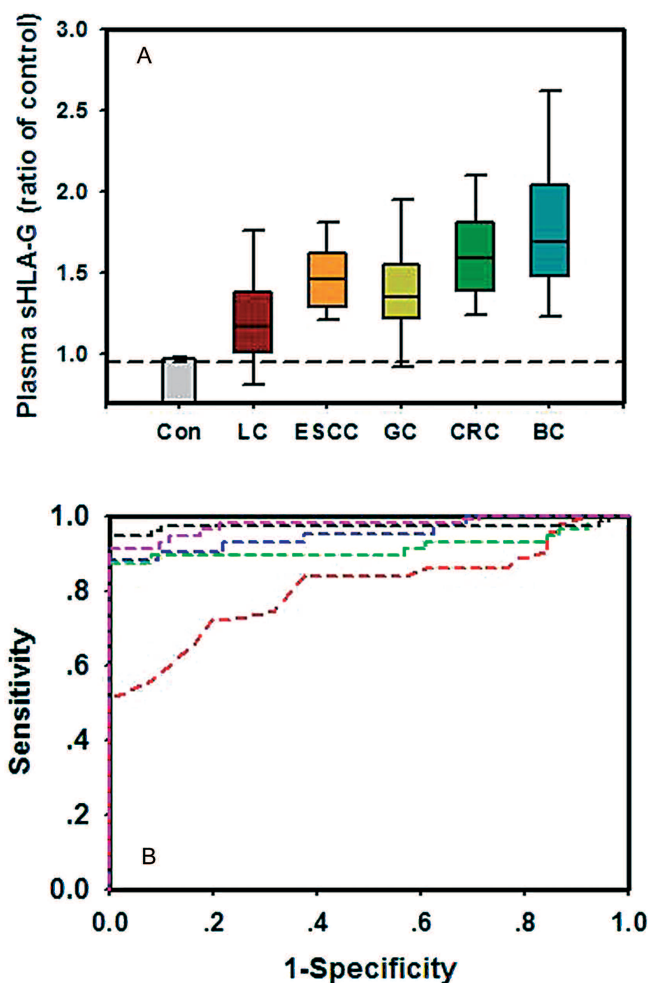 A
Plasma sHLA-G (ratio of control)
3.0
2.5
2.0
1.5
1.0
Con LC ESCC GC CRC BC
B
Sensitivity
1.0
.8
.6
.4
.2
0.0
0.0 .2 .4 .6 .8 1.0
1-Specificity